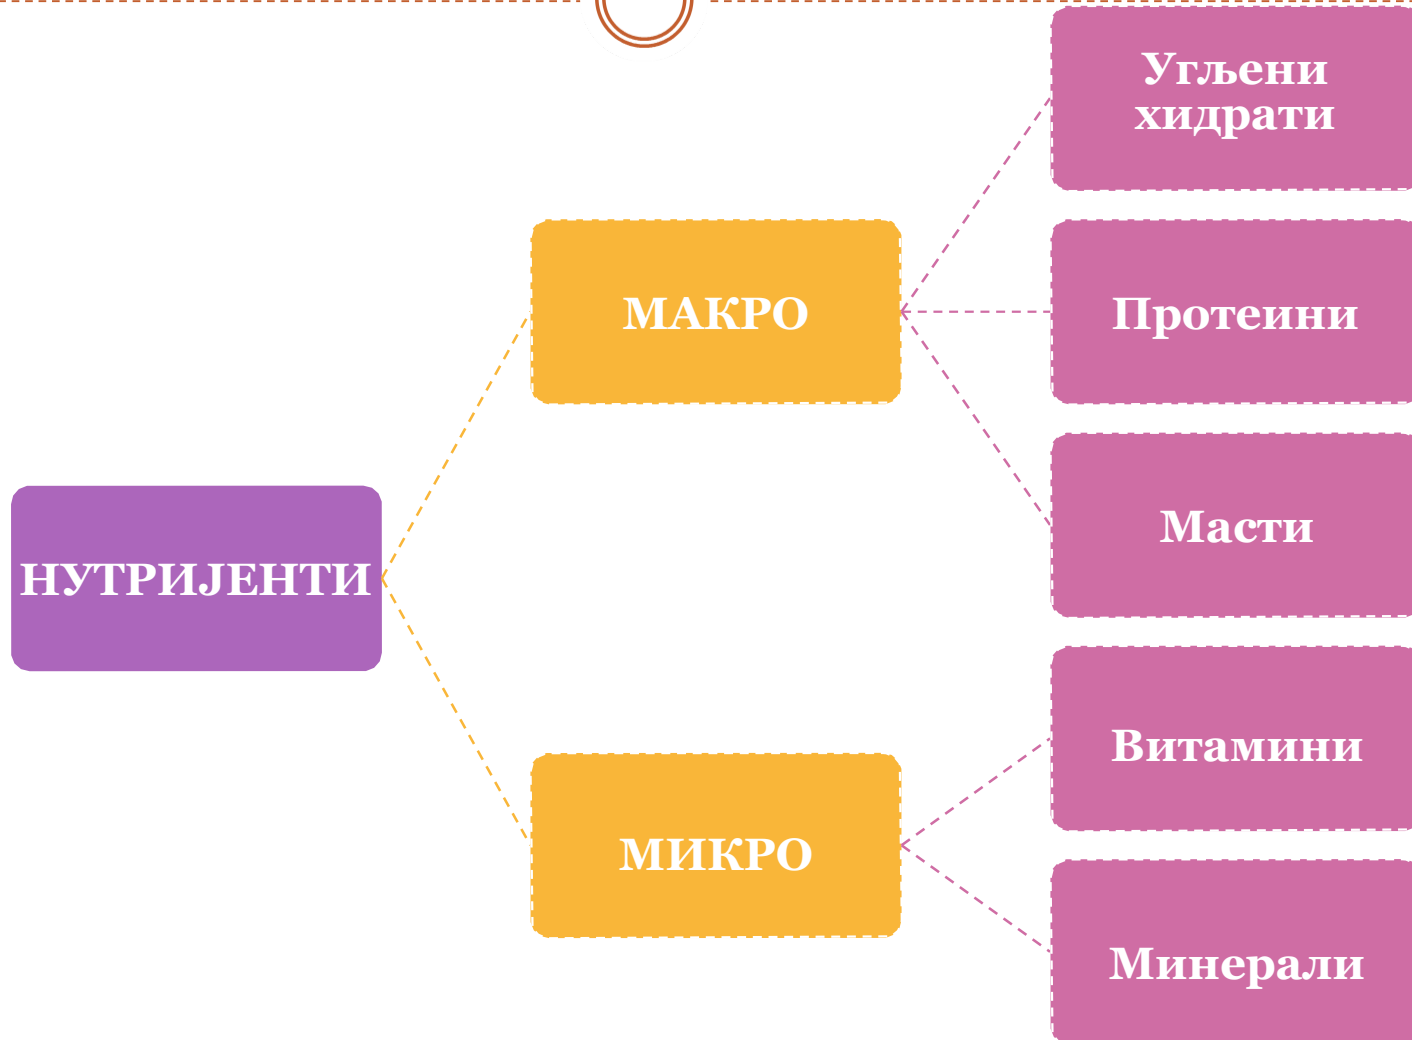 Угљени
хидрати
МАКРО
Протеини
Масти
НУТРИЈЕНТИ
Витамини
МИКРО
Минерали